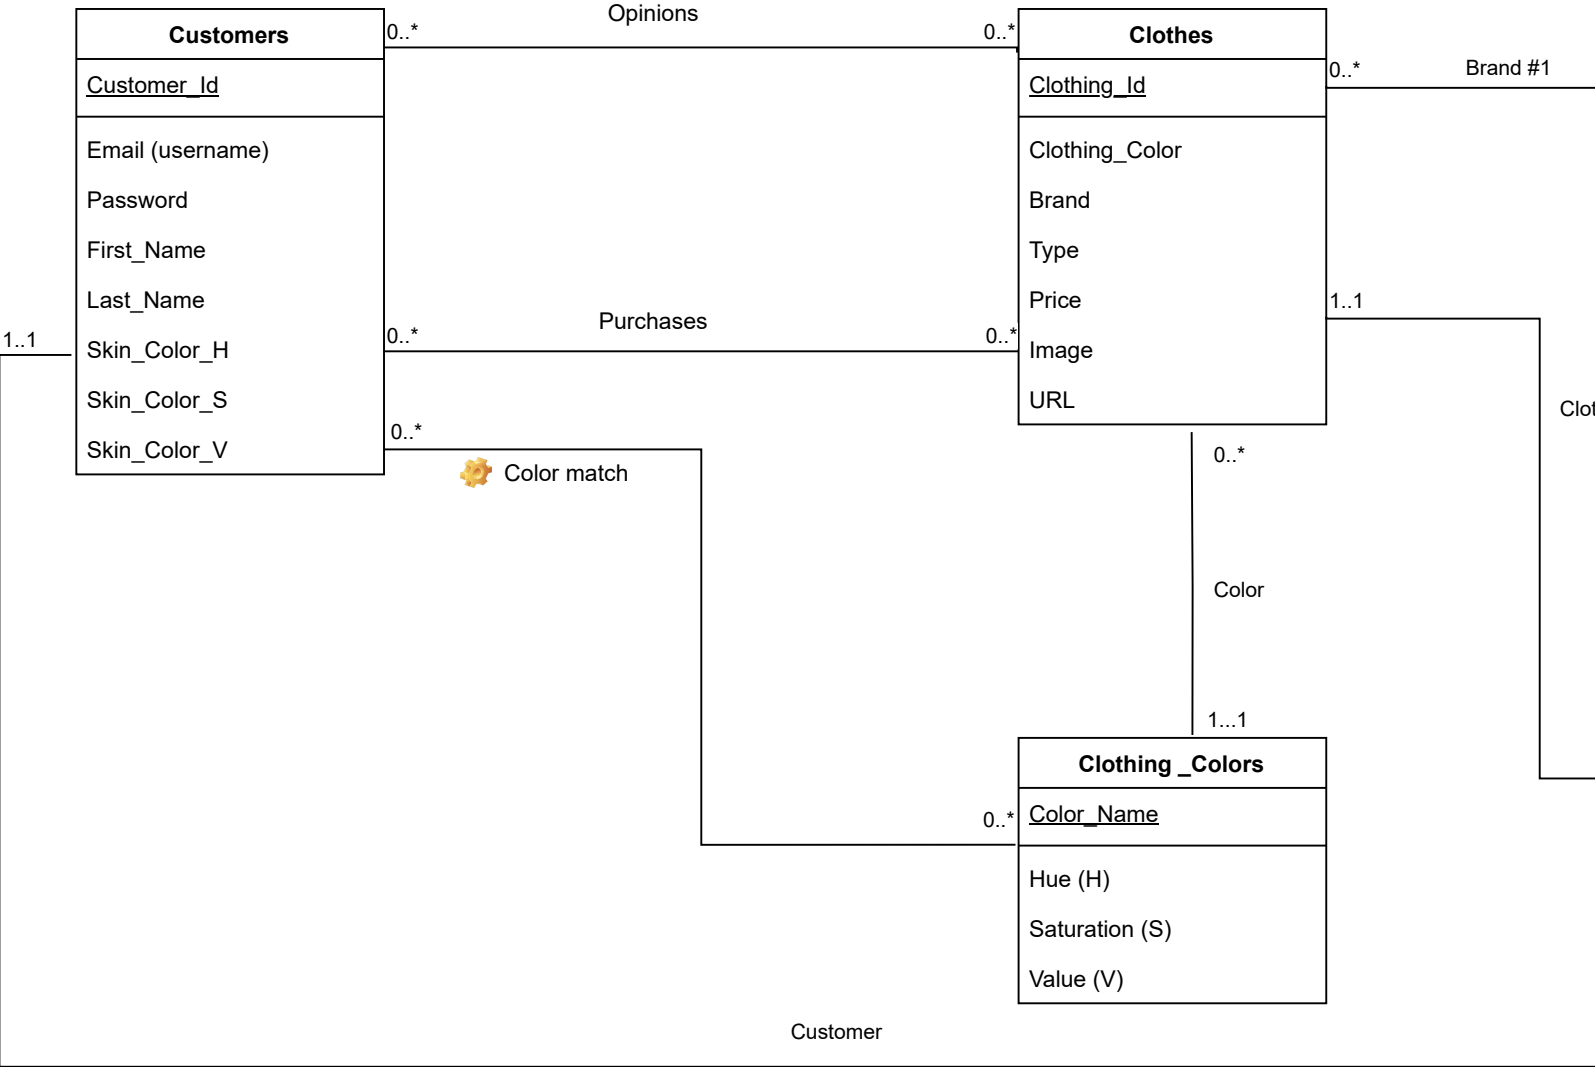 Opinions
0..*
0..*
Customers
Customer_Id
Email (username)
Password
First_Name
Last_Name
Skin_Color_H
Skin_Color_S
Skin_Color_V
Clothes
Clothing_Id
Clothing_Color
Brand
Type
Price
Image
URL
0..*
Brand #1
1..1
Purchases
0..*
0..*
1..1
0..*
Color match
0..*
Color
1...1
0..*
Clothing _Colors
Color_Name
Hue (H)
Saturation (S)
Value (V)
Customer